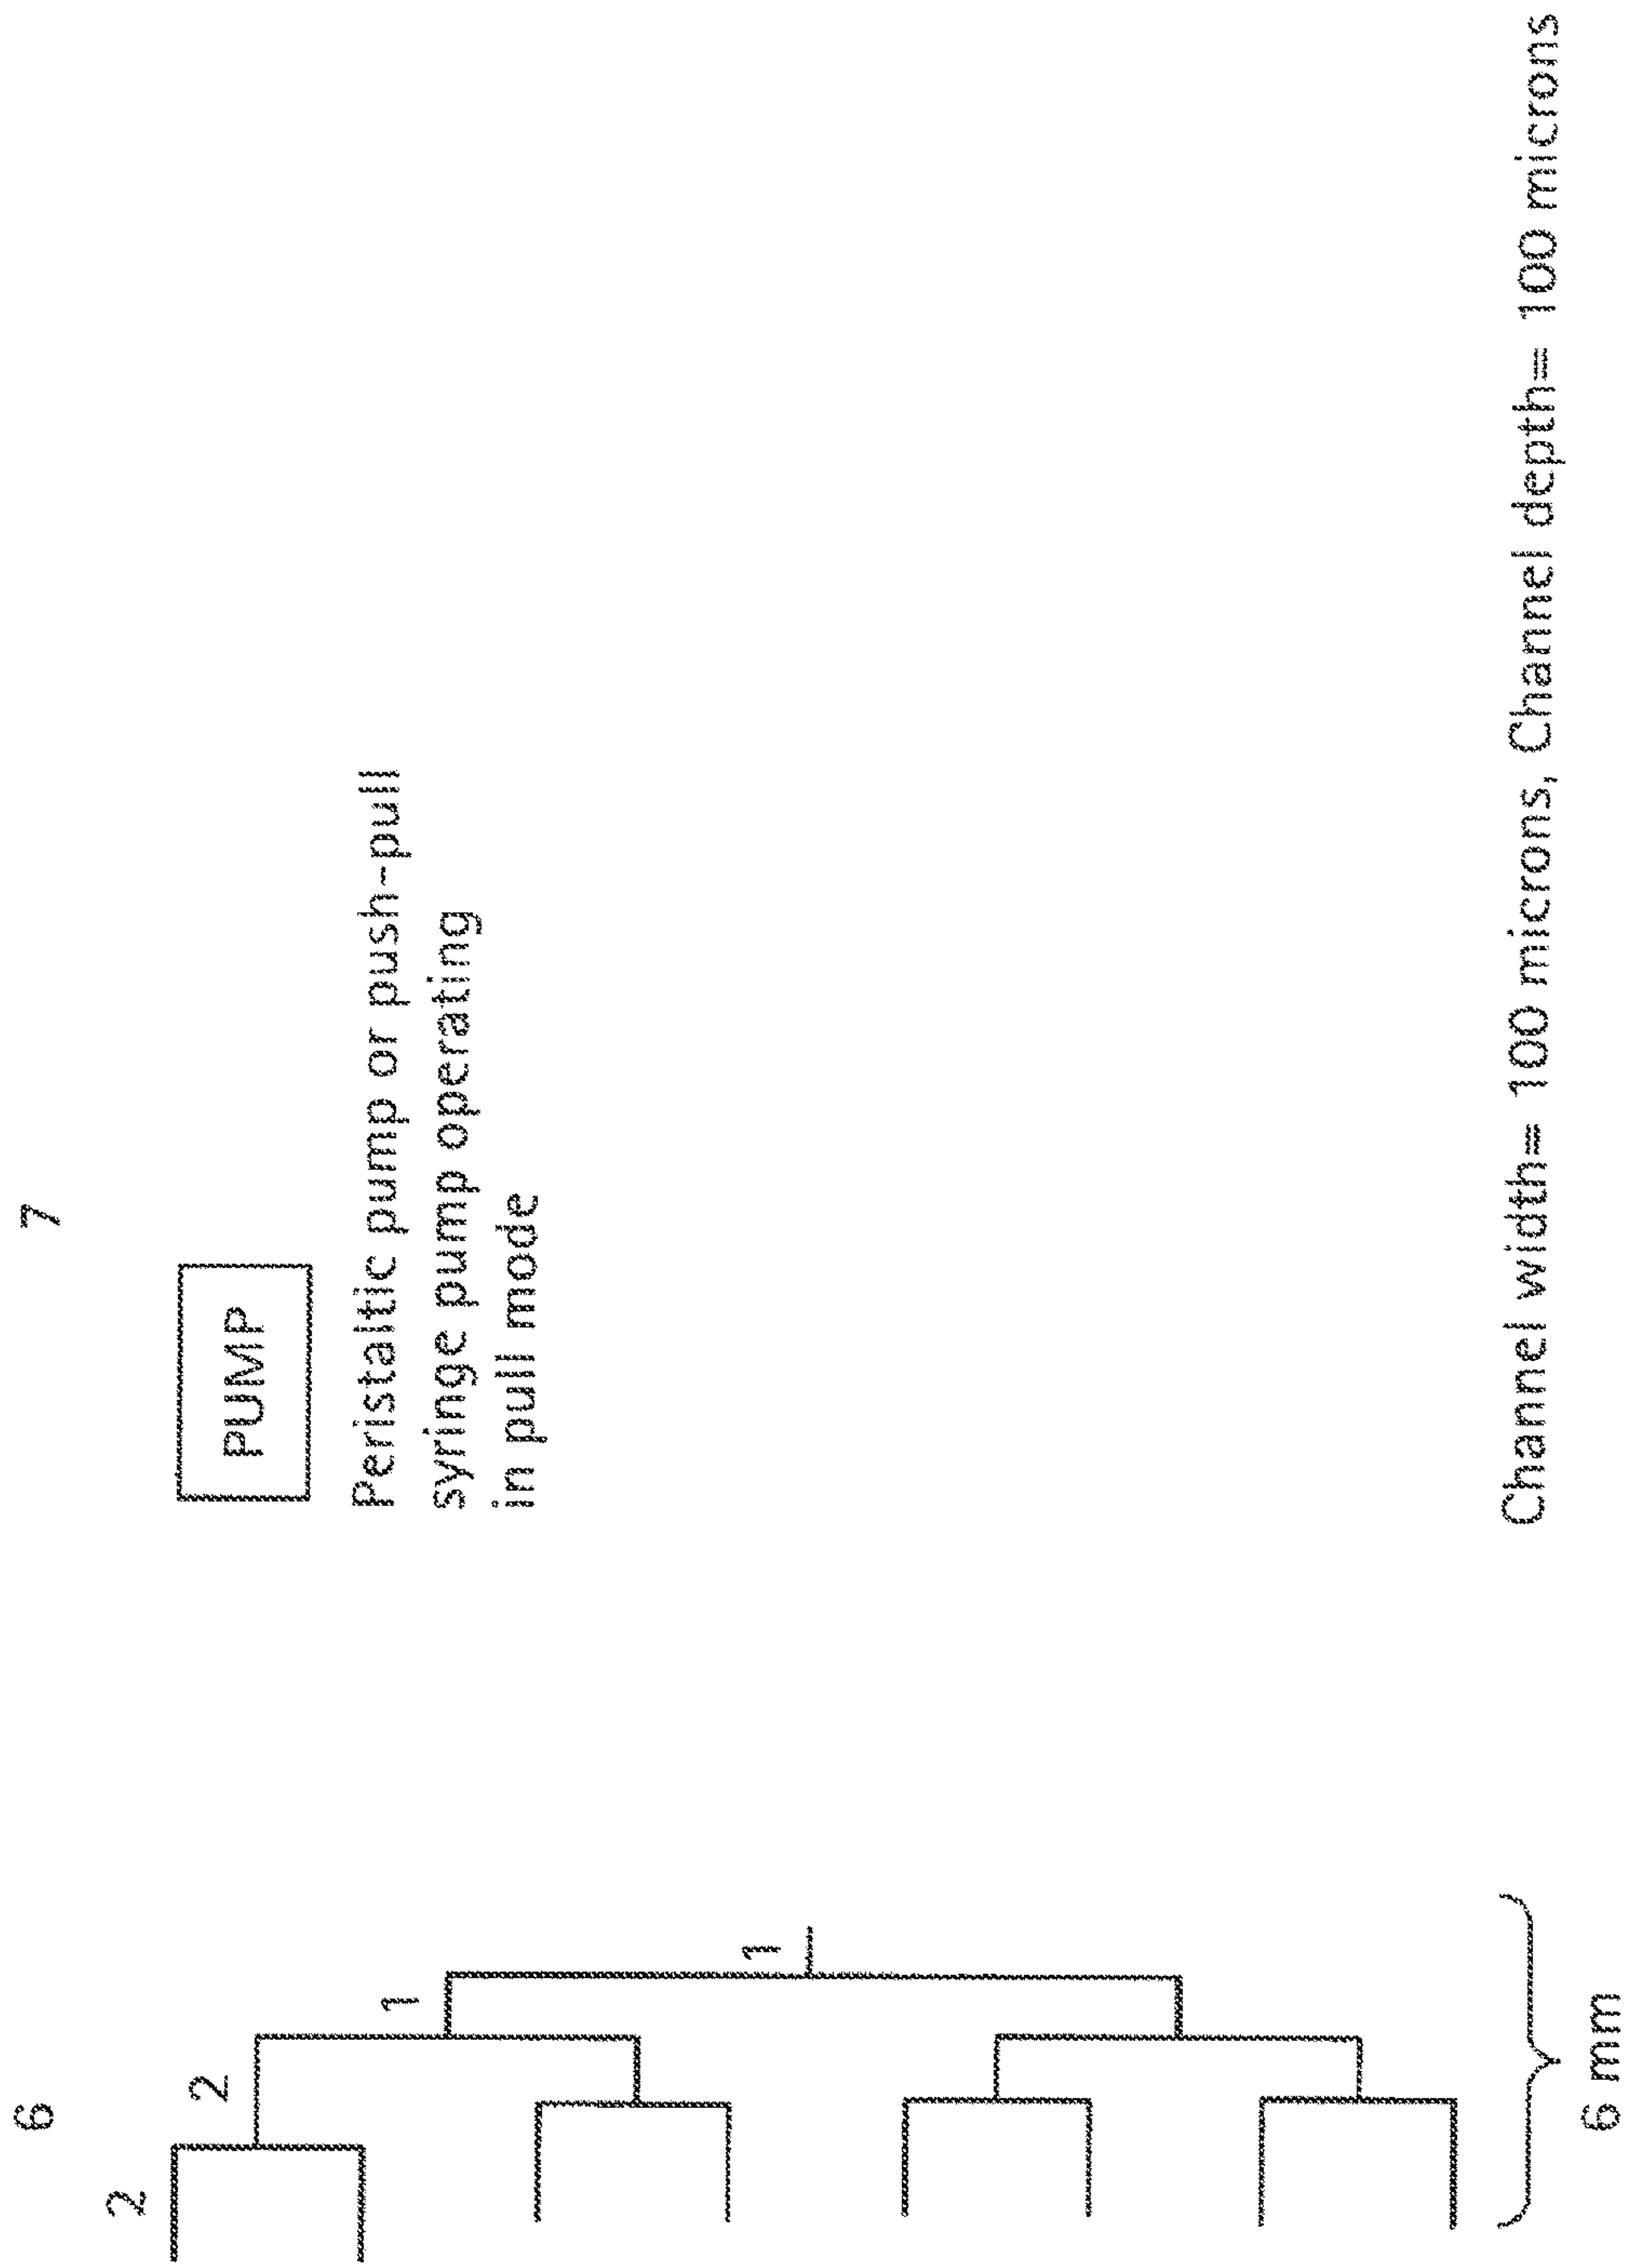 6
7
2
2
1
1
6 mm
PUMP
Peristaltic pump or push-pull
syringe pump operating
in pull mode
Channel width= 100 microns, Channel depth= 100 microns